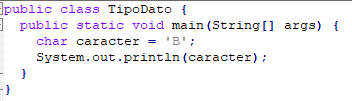 public class TipoDato {
  public static void main(String[] args) {
    char caracter = 'B';
    System.out.println(caracter);
  }
}